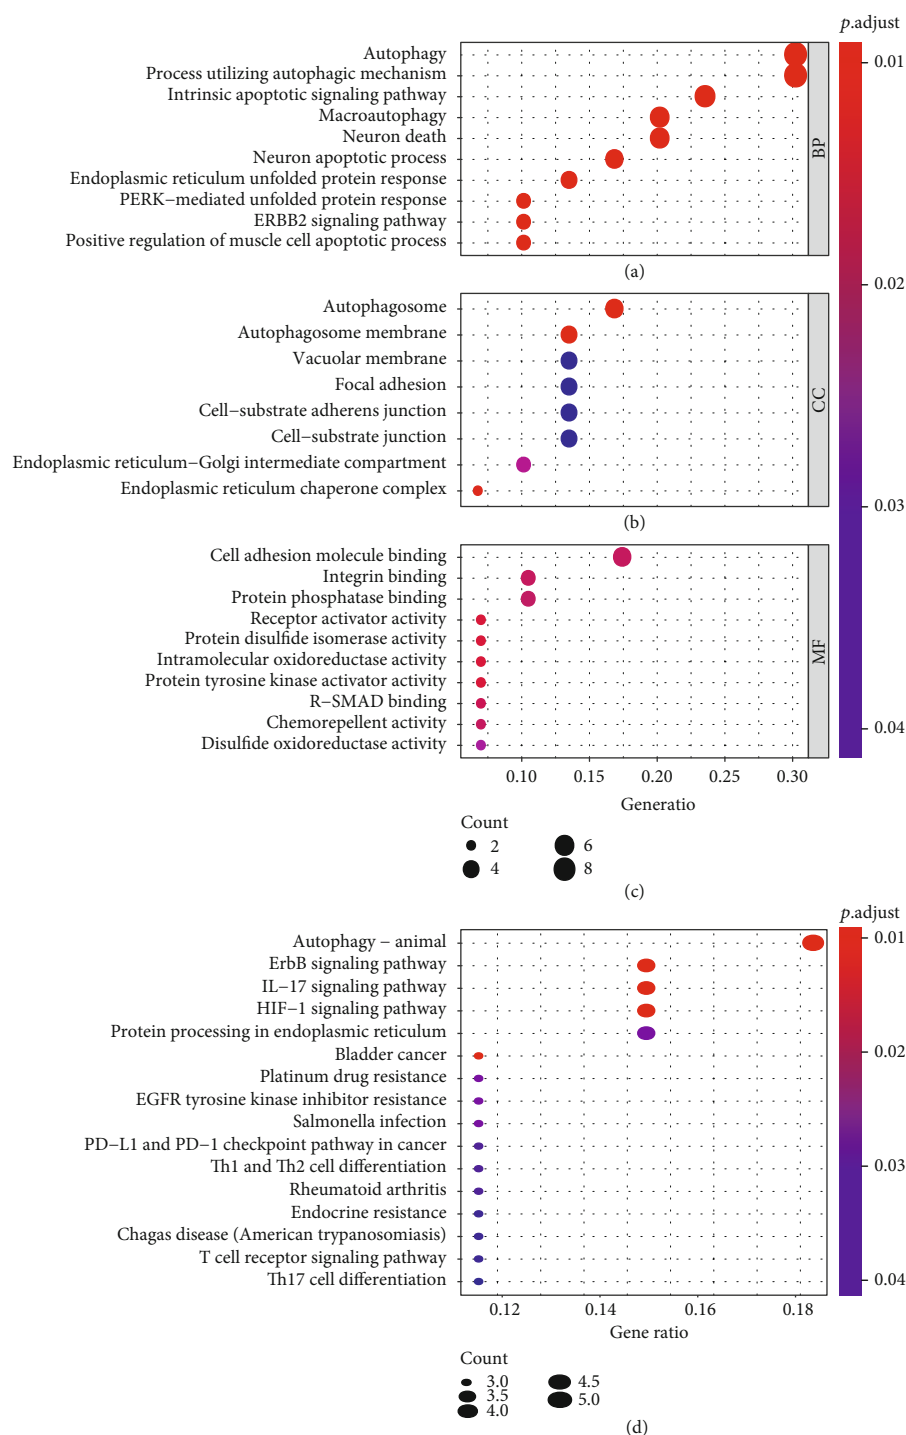 p.adjust
Autophagy
Process utilizing autophagic mechanism
Intrinsic apoptotic signaling pathway
Macroautophagy
Neuron death
Neuron apoptotic process
Endoplasmic reticulum unfolded protein response
PERK−mediated unfolded protein response
ERBB2 signaling pathway
Positive regulation of muscle cell apoptotic process
BP
(a)
Autophagosome
Autophagosome membrane
Vacuolar membrane
Focal adhesion
Cell−substrate adherens junction
Cell−substrate junction
Endoplasmic reticulum−Golgi intermediate compartment
Endoplasmic reticulum chaperone complex
CC
(b)
Cell adhesion molecule binding
Integrin binding
Protein phosphatase binding
Receptor activator activity
Protein disulfide isomerase activity
Intramolecular oxidoreductase activity
Protein tyrosine kinase activator activity
R−SMAD binding
Chemorepellent activity
Disulfide oxidoreductase activity
MF
0.01
0.02
0.03
0.04
0.10 0.15 0.20 0.25 0.30
Generatio
Count
2 6
4 8
(c)
p.adjust
Autophagy − animal
ErbB signaling pathway
IL−17 signaling pathway
HIF−1 signaling pathway
Protein processing in endoplasmic reticulum
Bladder cancer
Platinum drug resistance
EGFR tyrosine kinase inhibitor resistance
Salmonella infection
PD−L1 and PD−1 checkpoint pathway in cancer
Th1 and Th2 cell differentiation
Rheumatoid arthritis
Endocrine resistance
Chagas disease (American trypanosomiasis)
T cell receptor signaling pathway
Th17 cell differentiation
0.01
0.02
0.03
0.04
0.12 0.14 0.16 0.18
Gene ratio
Count
3.0 4.5
3.5 5.0
4.0
(d)